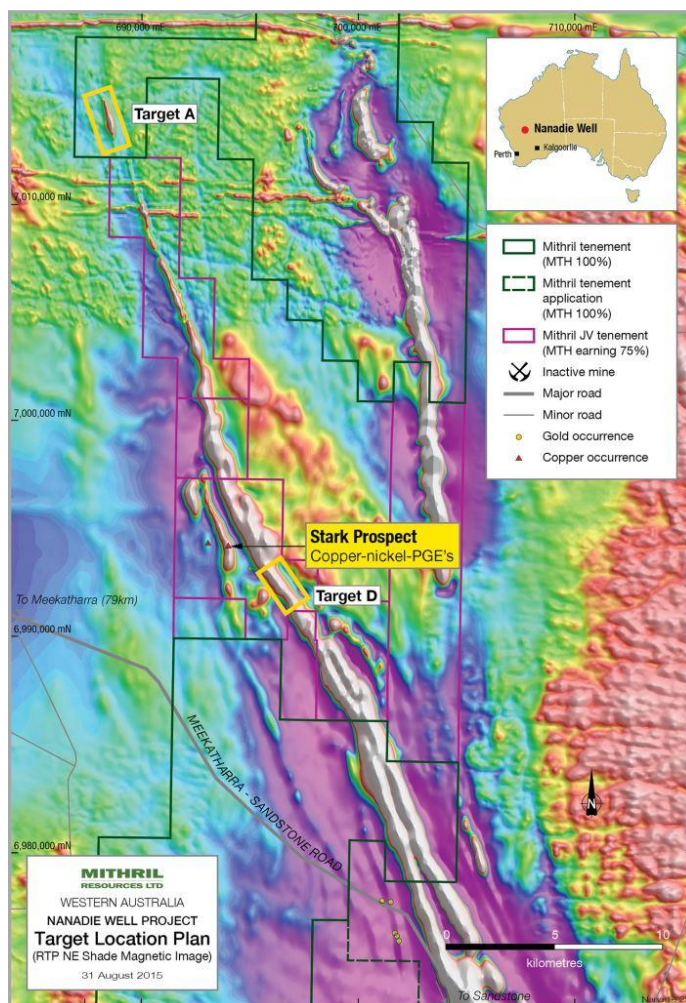 690,000 mE
700,000 mE
710,000 mE
Target A
Nanadie Well
Perth
Kalgoorlie
7,010,000 mN
Mithril tenement
(MTH 100%)
Mithril tenement
application
(MTH 100%)
Mithril JV tenement
(MTH earning 75%)
Inactive mine
Major road
Minor road
Gold occurrence
Copper occurrence
7,000,000 mN
Stark Prospect
Copper-nickel-PGE's
To Meekatharra (79km)
Target D
6,990,000 mN
MEEKATHARRA - SANDSTONE ROAD
N
6,980,000 mN
MITHRIL
RESOURCES LTD
WESTERN AUSTRALIA
NANADIE WELL PROJECT
Target Location Plan
(RTP NE Shade Magnetic Image)
31 August 2015
0 5 10
kilometres
To Sandstone